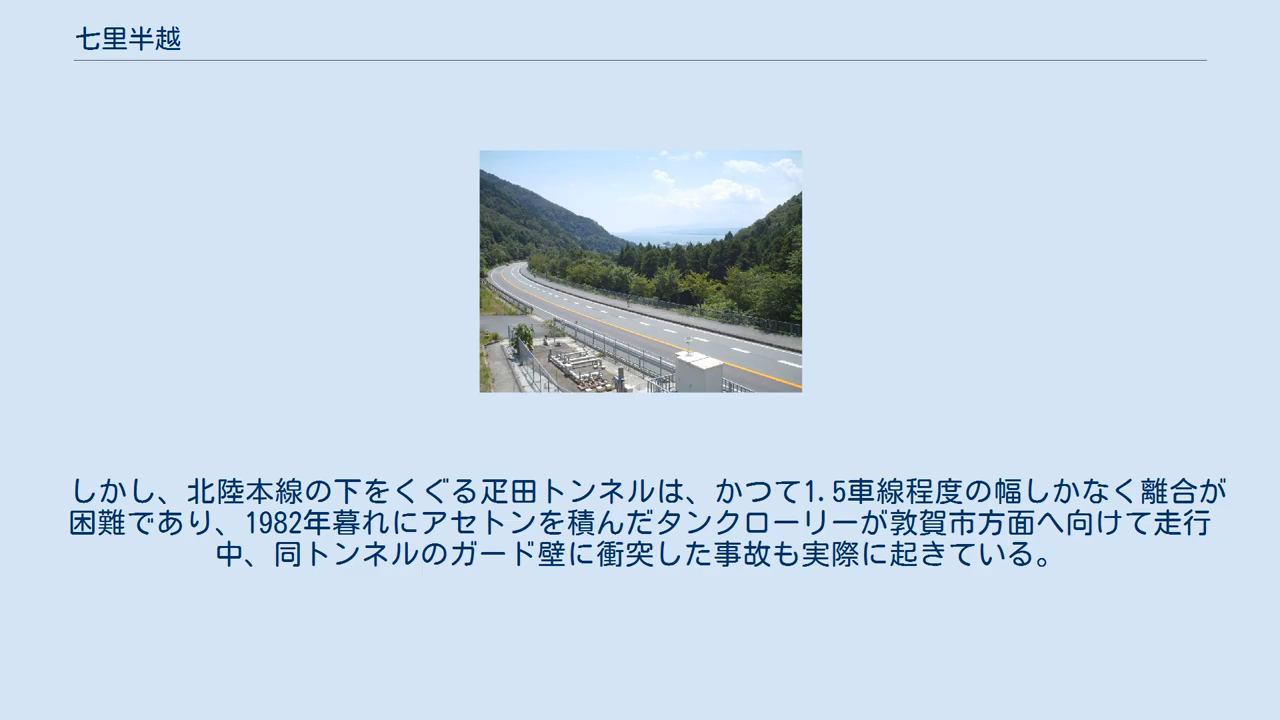 七里半越
しかし、北陸本線の下をくぐる疋田トンネルは、かつて1.5車線程度の幅しかなく離合が
困難であり、1982年暮れにアセトンを積んだタンクローリーが敦賀市方面へ向けて走行
中、同トンネルのガード壁に衝突した事故も実際に起きている。